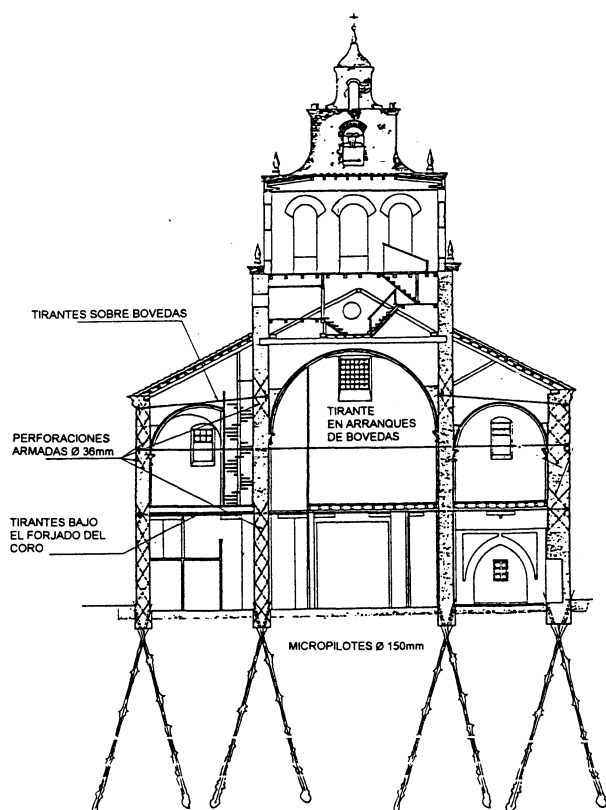 TIRANTES SOBRE BOVEDAS
TIRANTE
EN ARRANQUES
DE BOVEDAS
PERFORACIONES
ARMADAS Ø 36mm
TIRANTES BAJO
EL FORJADO DEL
CORO
MICROPILOTES Ø 150mm